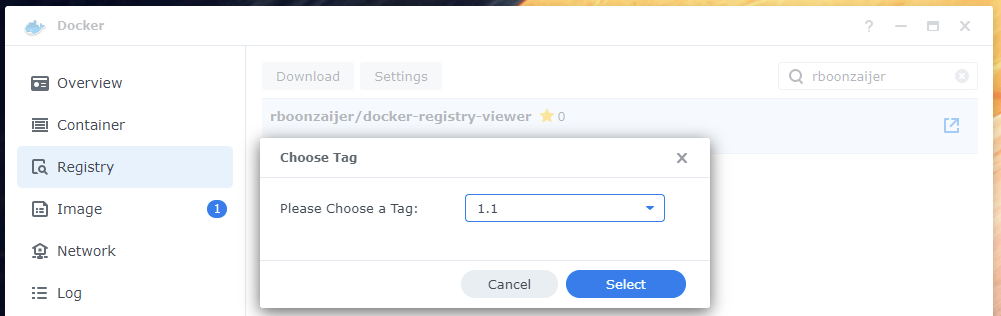 Docker
?
Overview
Container
Registry
Image 1
Network
Log
Download Settings rboonzaijer
rboonzaijer/docker-registry-viewer 0
Choose Tag
Please Choose a Tag: 1.1
Cancel Select